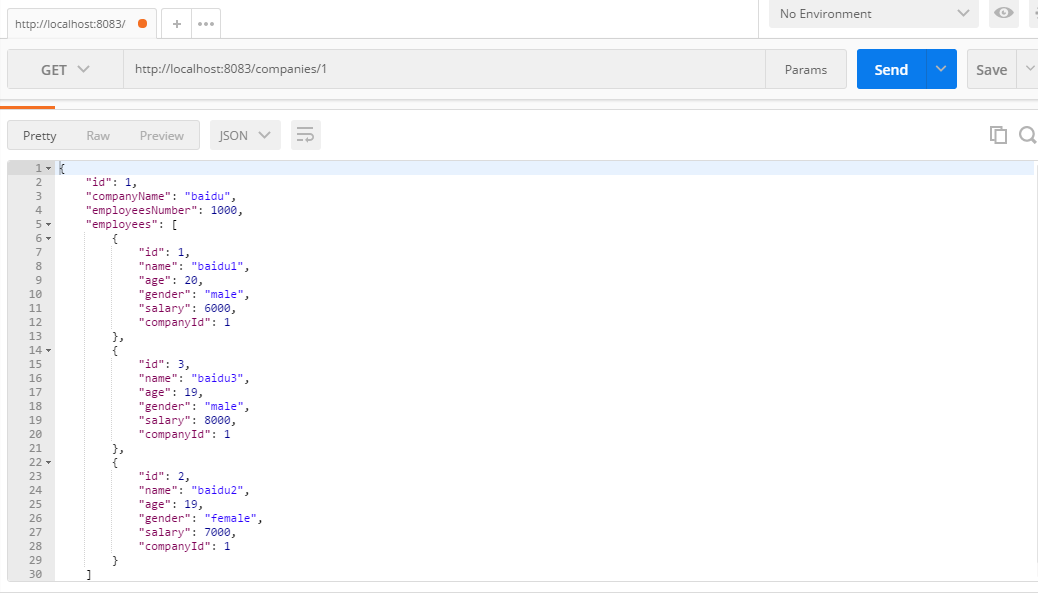 http://localhost:8083/
No Environment
GET
http://localhost:8083/companies/1
Params
Send
Save
Pretty
Raw
Preview
JSON
1 {
2 "id": 1,
3 "companyName": "baidu",
4 "employeesNumber": 1000,
5 "employees": [
6 {
7 "id": 1,
8 "name": "baidu1",
9 "age": 20,
10 "gender": "male",
11 "salary": 6000,
12 "companyId": 1
13 },
14 {
15 "id": 3,
16 "name": "baidu3",
17 "age": 19,
18 "gender": "male",
19 "salary": 8000,
20 "companyId": 1
21 },
22 {
23 "id": 2,
24 "name": "baidu2",
25 "age": 19,
26 "gender": "female",
27 "salary": 7000,
28 "companyId": 1
29 }
30 ]